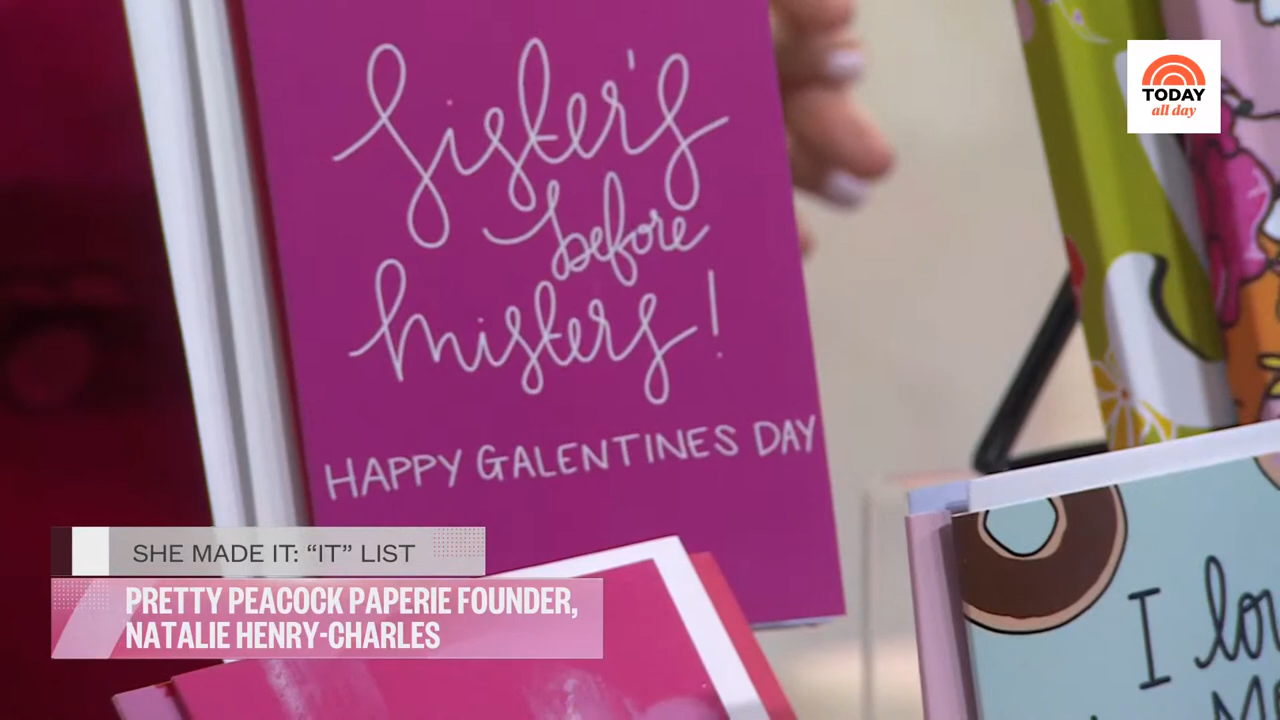 TODAY
all day
Sister's
before
Misters!
HAPPY GALENTINES DAY
I
SHE MADE IT: “IT” LIST
PRETTY PEACOCK PAPERIE FOUNDER,
NATALIE HENRY-CHARLES